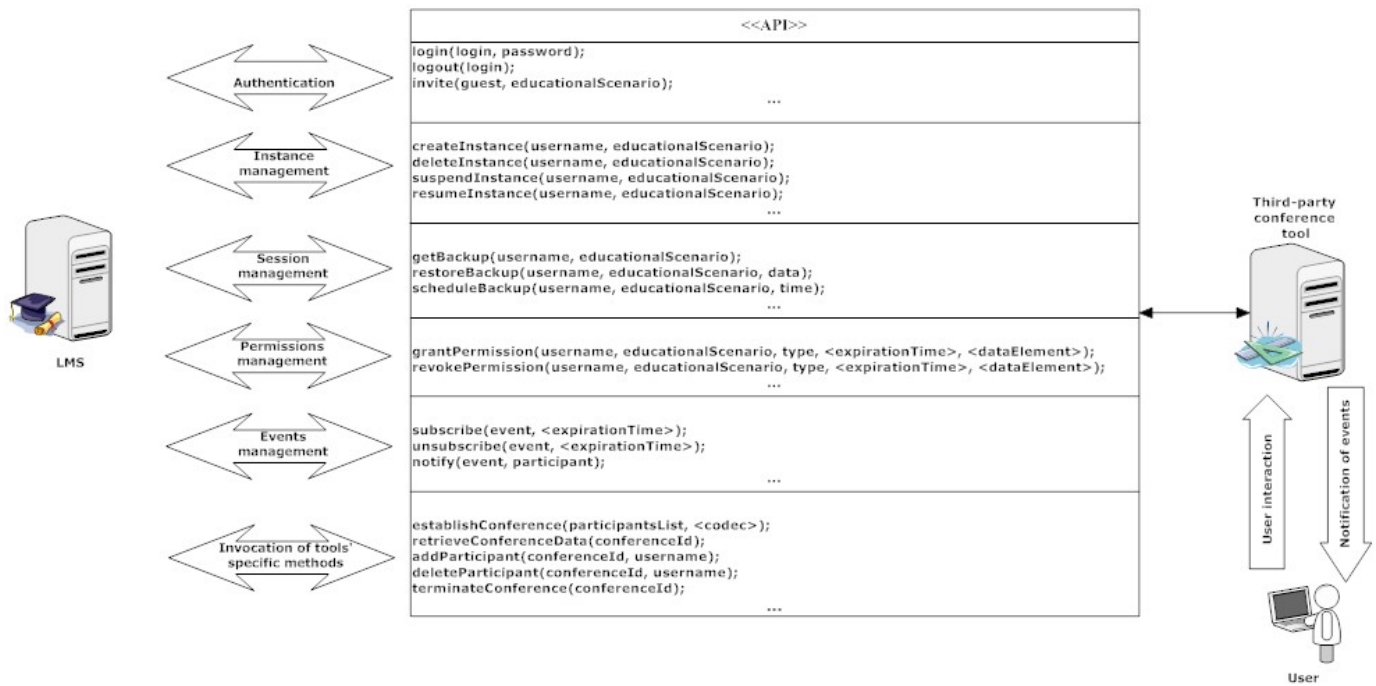 <<API>>
Authentication
login(login, password);
logout(login);
invite(guest, educationalScenario);
...
Instance
management
createInstance(username, educationalScenario);
deleteInstance(username, educationalScenario);
suspendInstance(username, educationalScenario);
resumeInstance(username, educationalScenario);
...
Session
management
getBackup(username, educationalScenario);
restoreBackup(username, educationalScenario, data);
scheduleBackup(username, educationalScenario, time);
...
Permissions
management
grantPermission(username, educationalScenario, type, <expirationTime>, <dataElement>);
revokePermission(username, educationalScenario, type, <expirationTime>, <dataElement>);
...
Events
management
subscribe(event, <expirationTime>);
unsubscribe(event, <expirationTime>);
notify(event, participant);
...
Invocation of tools'
specific methods
establishConference(participantsList, <codec>);
retrieveConferenceData(conferenceId);
addParticipant(conferenceId, username);
deleteParticipant(conferenceId, username);
terminateConference(conferenceId);
...
LMS
Third-party
conference
tool
User interaction
Notification of events
User